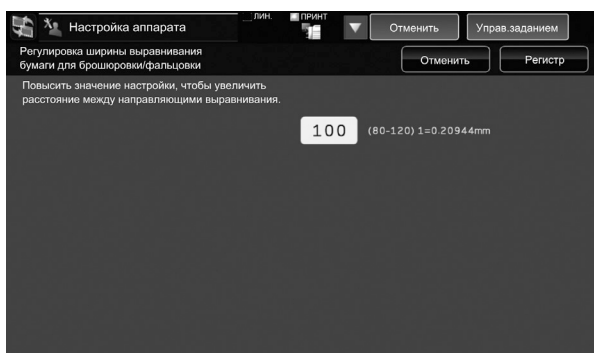 Настройка аппарата
ЛИН.
ПРИНТ
Отменить
Управ.заданием
Регулировка ширины выравнивания
бумаги для брошюровки/фальцовки
Отменить
Регистр
Повысить значение настройки, чтобы увеличить
расстояние между направляющими выравнивания.
100 (80-120) 1=0.20944mm